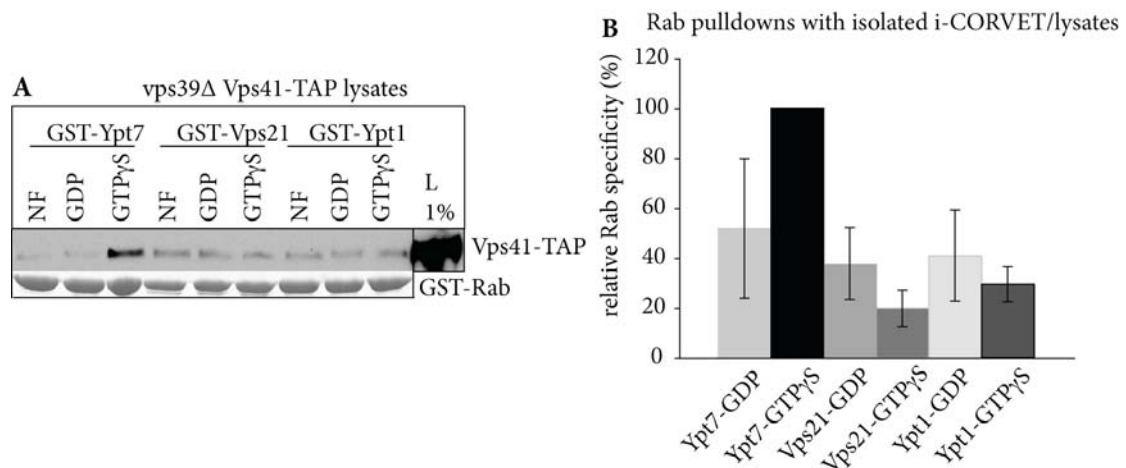 A
vps39Δ Vps41-TAP lysates
GST-Ypt7
GST-Vps21
GST-Ypt1
NF
GDP
GTPγS
NF
GDP
GTPγS
NF
GDP
GTPγS
L
1%
Vps41-TAP
GST-Rab
B
Rab pulldowns with isolated i-CORVET/lysates
relative Rab specificity (%)
120
100
80
60
40
20
0
Ypt7-GDP
Ypt7-GTPγS
Vps21-GDP
Vps21-GTPγS
Ypt1-GDP
Ypt1-GTPγS